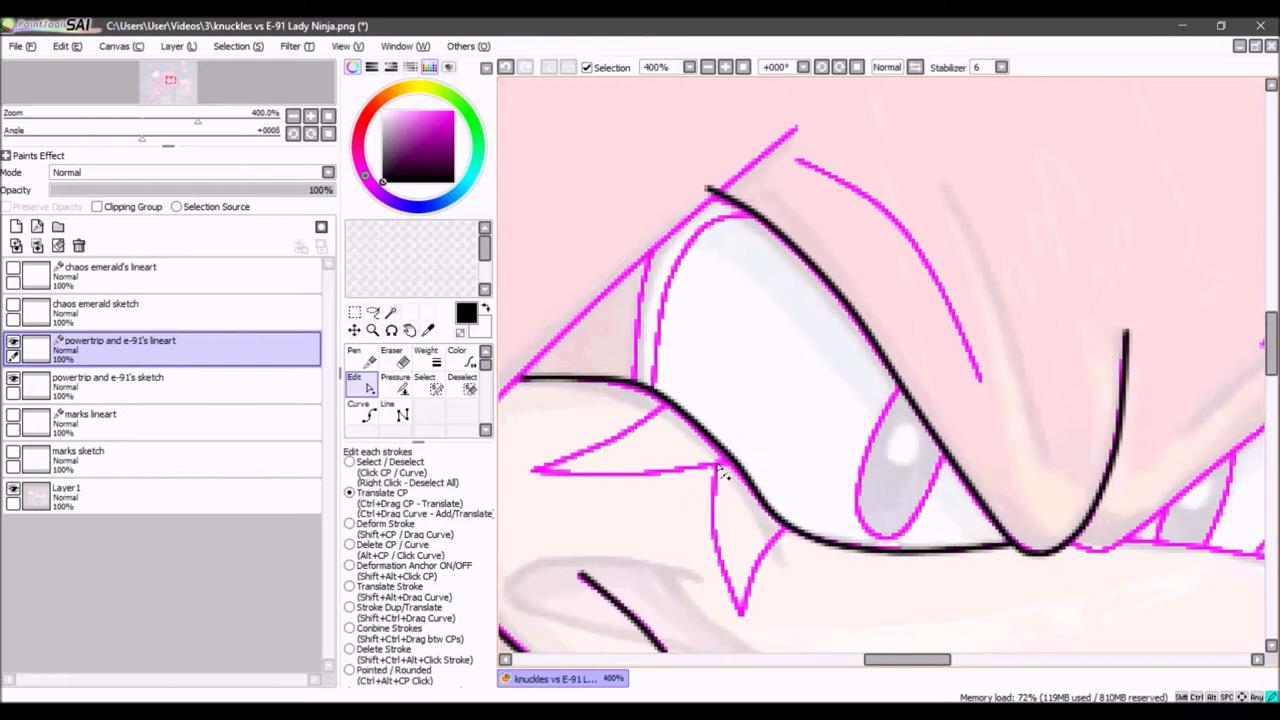 PaintTool SAI C:\Users\User\Videos\3\knuckles vs E-91 Lady Ninja.png (*)
File (F) Edit (E) Canvas (C) Layer (L) Selection (S) Filter (T) View (V) Window (W) Others (O)
Selection 400% +000° Normal Stabilizer 6
Zoom 400.0%
Angle +000ß
Paints Effect
Mode Normal
Opacity 100%
Preserve Opacity Clipping Group Selection Source
chaos emerald's lineart
Normal
100%
chaos emerald sketch
Normal
100%
powertrip and e-91's lineart
Normal
100%
powertrip and e-91's sketch
Normal
100%
marks lineart
Normal
100%
marks sketch
Normal
100%
Layer1
Normal
100%
Pen Eraser Weight Color
Edit Pressure Select Deselect
Curve Line
Edit each strokes
Select / Deselect
(Click CP / Curve)
(Right Click - Deselect All)
Translate CP
(Ctrl+Drag CP - Translate)
(Ctrl+Drag Curve - Add/Translate)
Deform Stroke
(Shift+CP / Drag Curve)
Delete CP / Curve
(Alt+CP / Click Curve)
Deformation Anchor ON/OFF
(Shift+Alt+Click CP)
Translate Stroke
(Shift+Alt+Drag Curve)
Stroke Dup/Translate
(Shift+Ctrl+Drag Curve)
Combine Strokes
(Shift+Ctrl+Drag btw CPs)
Delete Stroke
(Shift+Ctrl+Alt+Click Stroke)
Pointed / Rounded
(Ctrl+Alt+CP Click)
knuckles vs E-91 L... 400%
Memory load: 72% (119MB used / 810MB reserved) Shift Ctrl Alt SPC Any